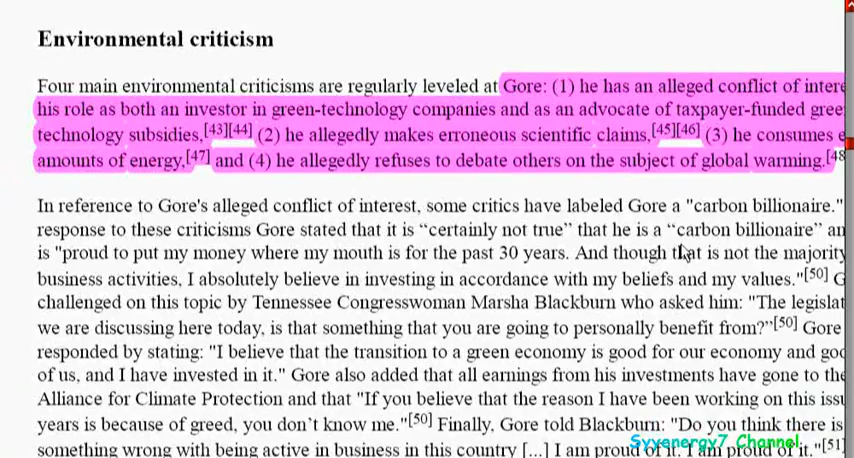 Environmental criticism
Four main environmental criticisms are regularly leveled at Gore: (1) he has an alleged conflict of intere
his role as both an investor in green-technology companies and as an advocate of taxpayer-funded gree
technology subsidies,[43][44] (2) he allegedly makes erroneous scientific claims,[45][46] (3) he consumes e
amounts of energy,[47] and (4) he allegedly refuses to debate others on the subject of global warming.[48
In reference to Gore's alleged conflict of interest, some critics have labeled Gore a "carbon billionaire."
response to these criticisms Gore stated that it is “certainly not true” that he is a “carbon billionaire” an
is "proud to put my money where my mouth is for the past 30 years. And though that is not the majority
business activities, I absolutely believe in investing in accordance with my beliefs and my values."[50] G
challenged on this topic by Tennessee Congresswoman Marsha Blackburn who asked him: "The legislat
we are discussing here today, is that something that you are going to personally benefit from?"[50] Gore
responded by stating: "I believe that the transition to a green economy is good for our economy and goo
of us, and I have invested in it." Gore also added that all earnings from his investments have gone to the
Alliance for Climate Protection and that "If you believe that the reason I have been working on this issu
years is because of greed, you don’t know me."[50] Finally, Gore told Blackburn: "Do you think there is
something wrong with being active in business in this country [...] I am proud of it. I am proud of it."[51]
Syxenergy7 Channel